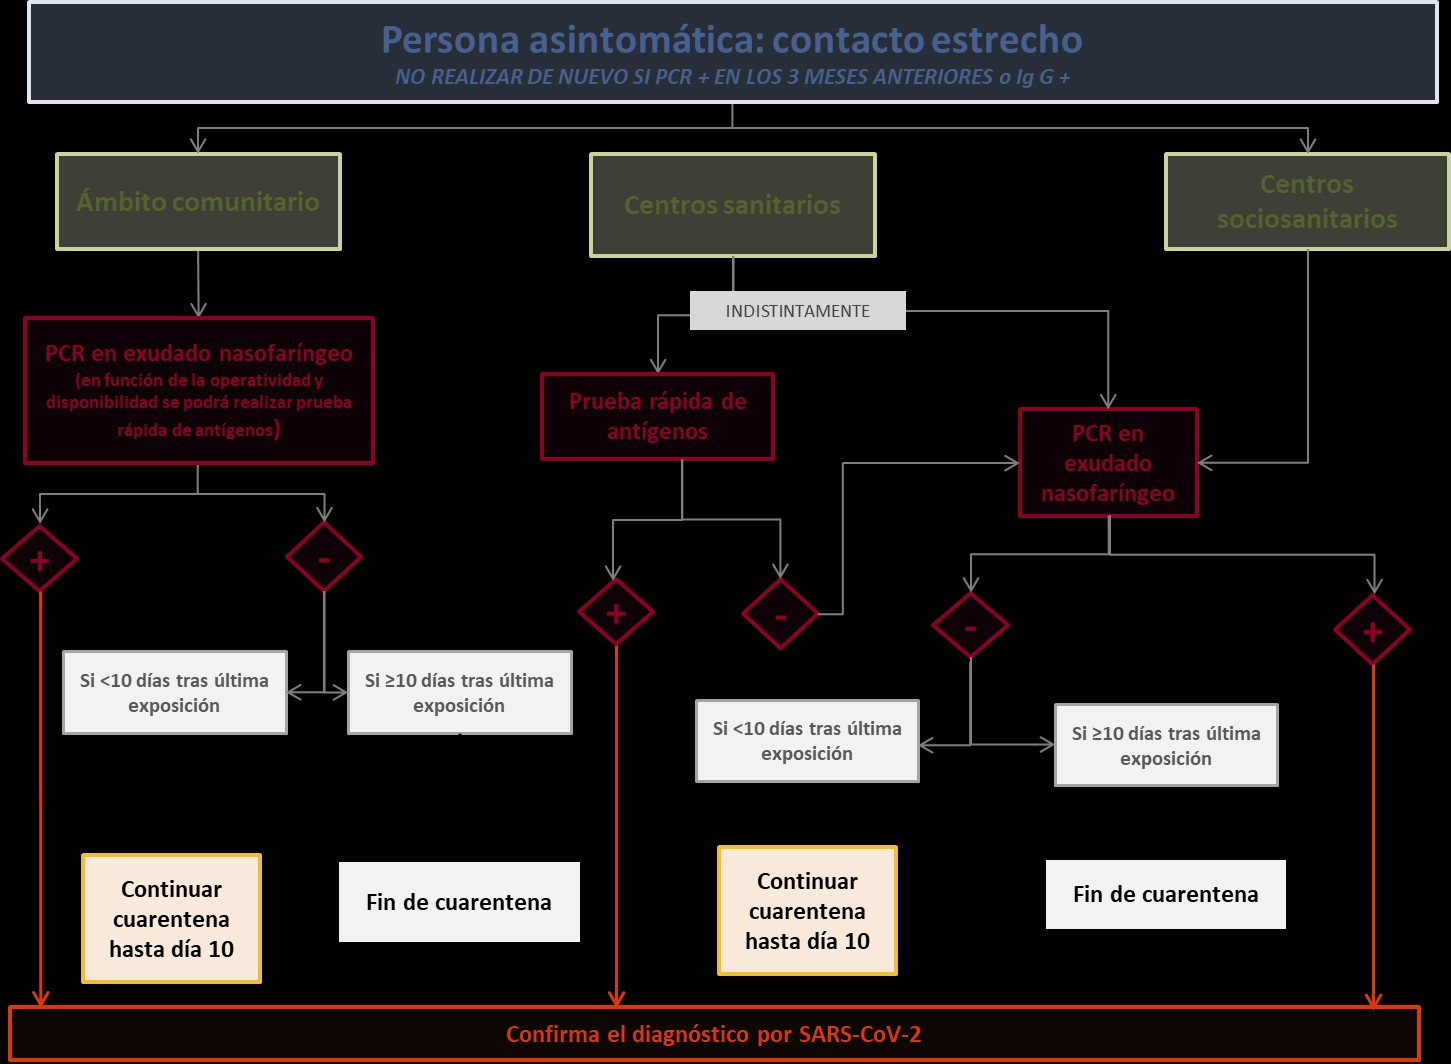 Persona asintomática: contacto estrecho
NO REALIZAR DE NUEVO SI PCR + EN LOS 3 MESES ANTERIORES o Ig G +
Ámbito comunitario
Centros sanitarios
Centros
sociosanitarios
INDISTINTAMENTE
PCR en exudado nasofaríngeo
(en función de la operatividad y
disponibilidad se podrá realizar prueba
rápida de antígenos)
Prueba rápida de
antígenos
PCR en
exudado
nasofaríngeo
+
-
+
-
-
+
Si <10 días tras última
exposición
Si ≥10 días tras última
exposición
Si <10 días tras última
exposición
Si ≥10 días tras última
exposición
Continuar
cuarentena
hasta día 10
Fin de cuarentena
Continuar
cuarentena
hasta día 10
Fin de cuarentena
Confirma el diagnóstico por SARS-CoV-2